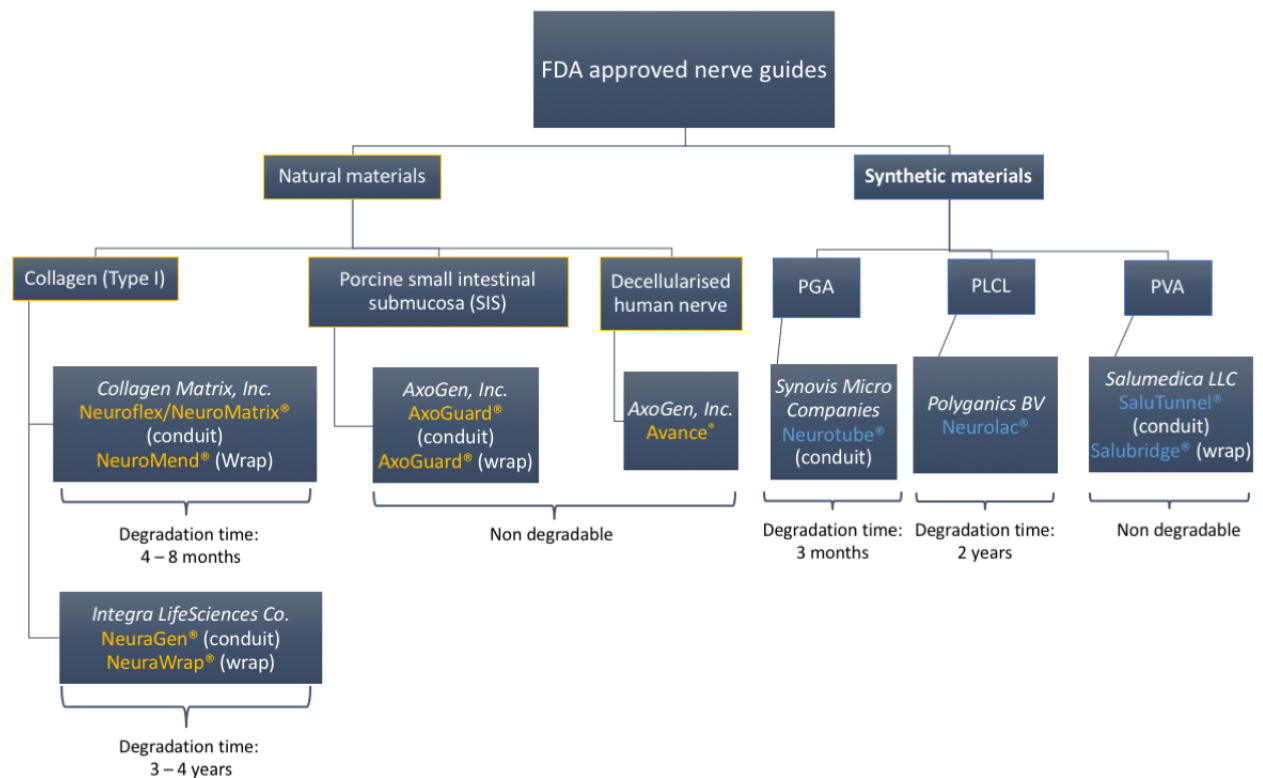 FDA approved nerve guides
Natural materials
Synthetic materials
Collagen (Type I)
Porcine small intestinal
submucosa (SIS)
Decellularised
human nerve
PGA
PLCL
PVA
Collagen Matrix, Inc.
Neuroflex/NeuroMatrix®
(conduit)
NeuroMend® (Wrap)
AxoGen, Inc.
AxoGuard®
(conduit)
AxoGuard® (wrap)
AxoGen, Inc.
Avance®
Synovis Micro
Companies
Neurotube®
(conduit)
Polyganics BV
Neurolac®
Salumedica LLC
SaluTunnel®
(conduit)
Salubridge® (wrap)
Degradation time:
4 – 8 months
Non degradable
Degradation time:
3 months
Degradation time:
2 years
Non degradable
Integra LifeSciences Co.
NeuraGen® (conduit)
NeuraWrap® (wrap)
Degradation time:
3 – 4 years